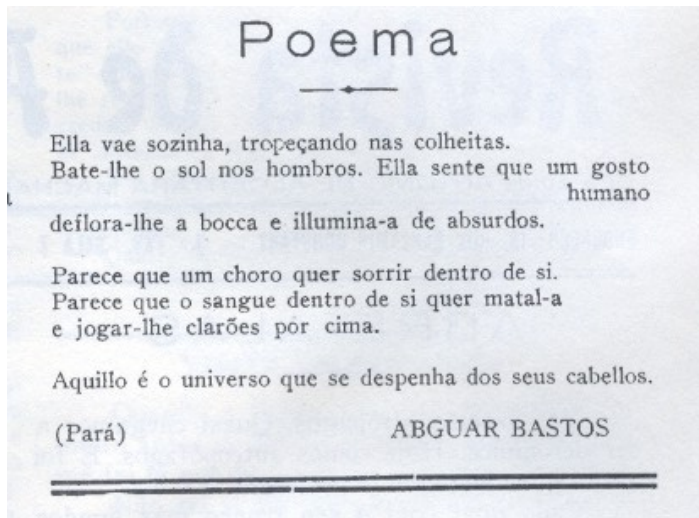 Poema
Ella vae sozinha, tropeçando nas colheitas.
Bate-lhe o sol nos hombros. Ella sente que um gosto
humano
deflora-lhe a bocca e illumina-a de absurdos.
Parece que um choro quer sorrir dentro de si.
Parece que o sangue dentro de si quer matal-a
e jogar-lhe clarões por cima.
Aquillo é o universo que se despenha dos seus cabellos.
(Pará) ABGUAR BASTOS